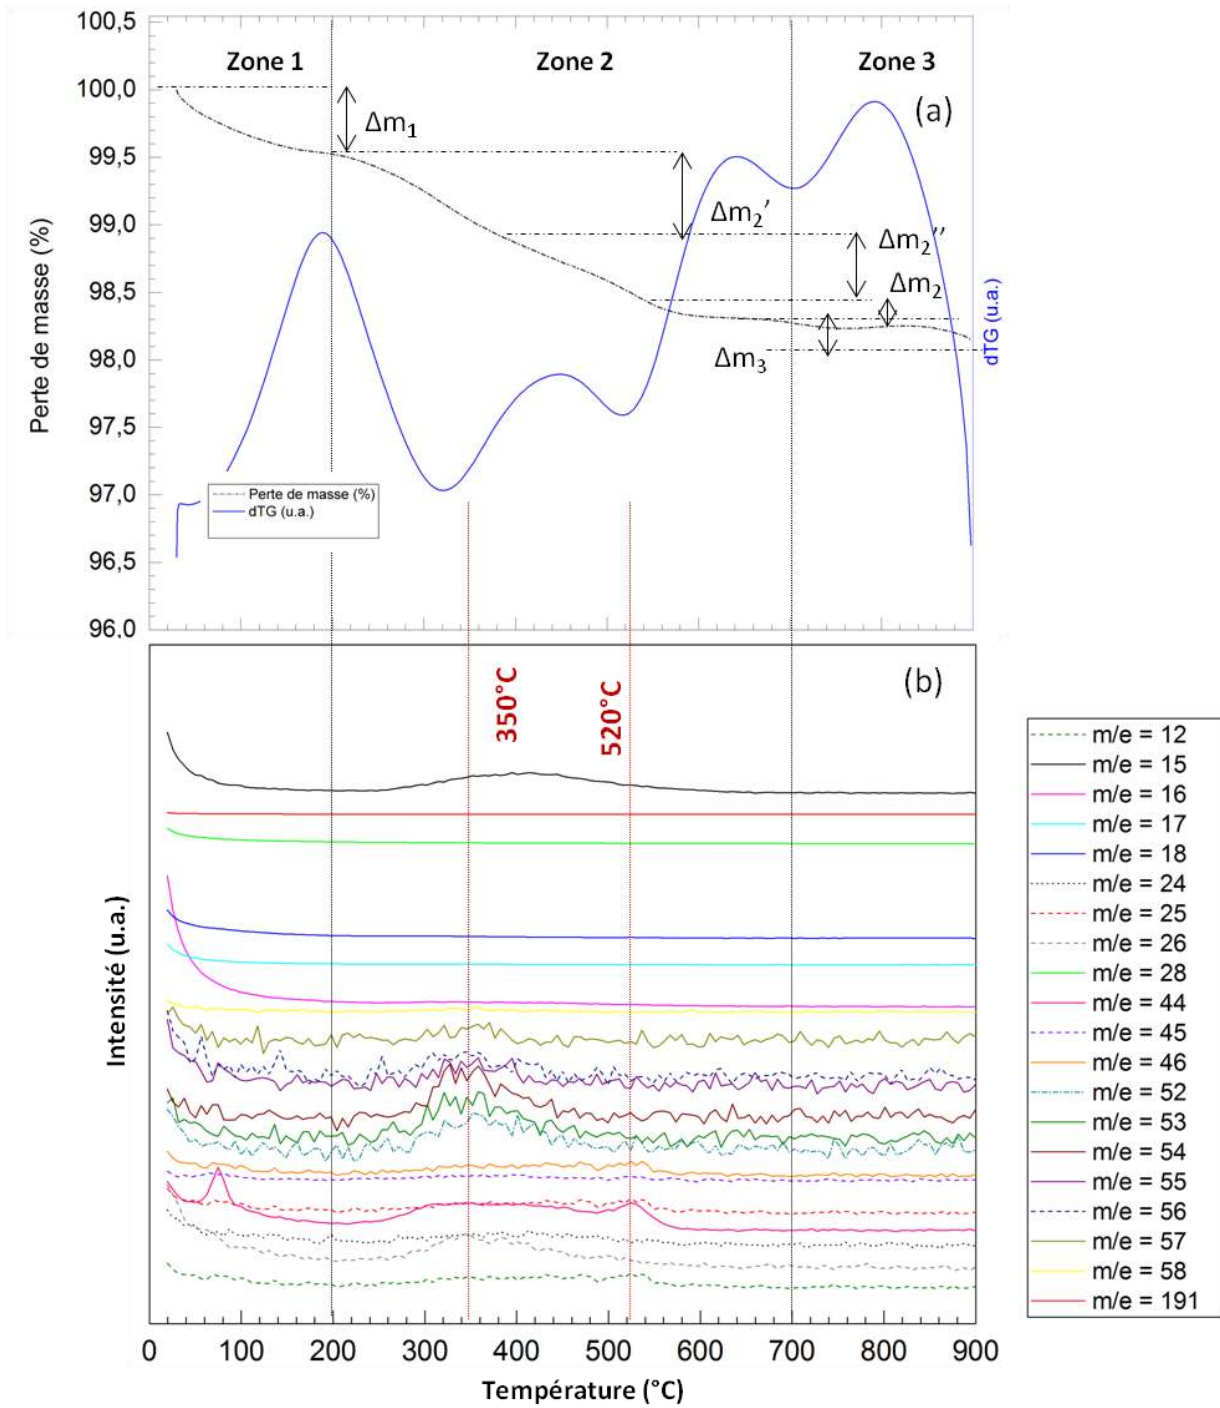 100,5
Zone 1 Zone 2 Zone 3
100,0
(a)
Δm1
99,5
Δm2'
99,0
Δm2''
Δm2
98,5
98,0
Δm3
97,5
97,0
96,5
96,0
Perte de masse (%)
dTG (u.a.)
Perte de masse (%)
dTG (u.a.)
(b)
350°C
520°C
Intensité (u.a.)
m/e = 12
m/e = 15
m/e = 16
m/e = 17
m/e = 18
m/e = 24
m/e = 25
m/e = 26
m/e = 28
m/e = 44
m/e = 45
m/e = 46
m/e = 52
m/e = 53
m/e = 54
m/e = 55
m/e = 56
m/e = 57
m/e = 58
m/e = 191
0 100 200 300 400 500 600 700 800 900
Température (°C)